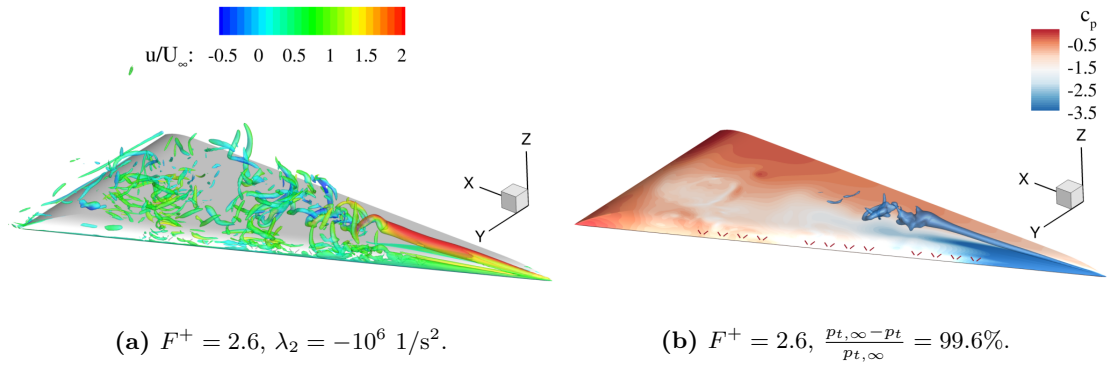 u/U∞: -0.5 0 0.5 1 1.5 2
Z
X
Y
c_p
-0.5
-1.5
-2.5
-3.5
Z
X
Y
(a) F⁺ = 2.6, λ₂ = −10⁶ 1/s².
(b) F⁺ = 2.6, \frac{p_{t,∞}−p_t}{p_{t,∞}} = 99.6%.